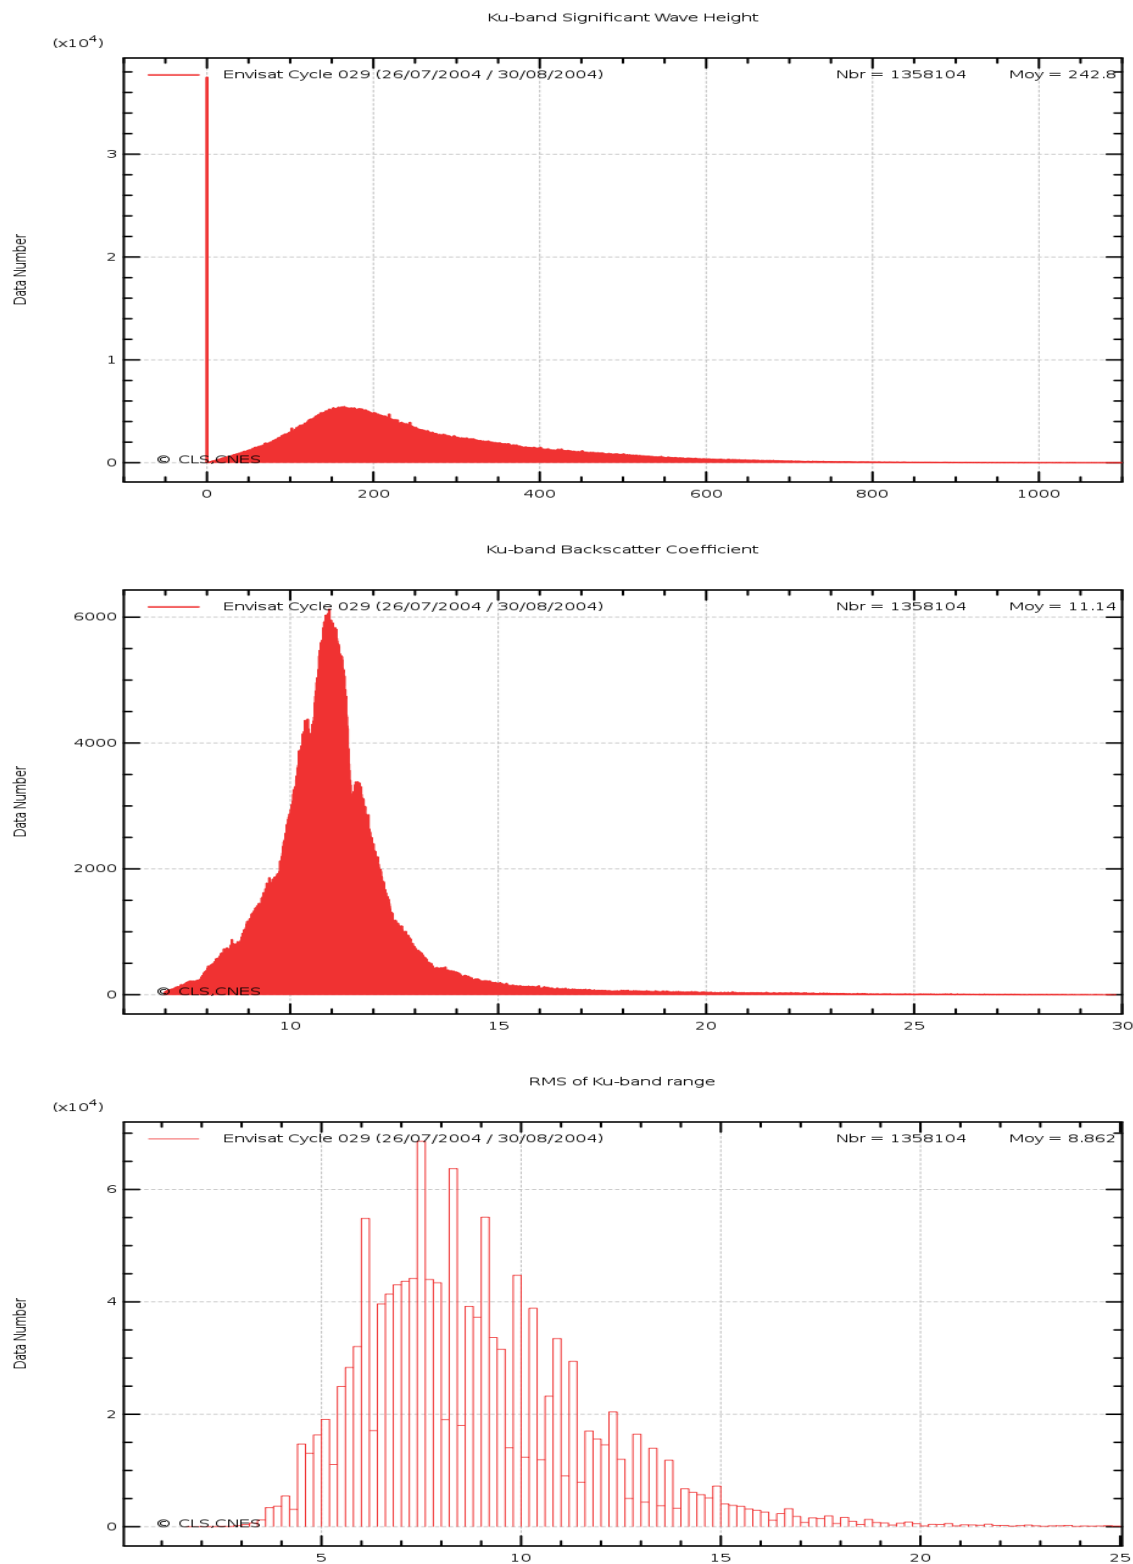 Ku-band Significant Wave Height
(x10⁴)
Envisat Cycle 029 (26/07/2004 / 30/08/2004) Nbr = 1358104 Moy = 242.8
3
2
1
0
Data Number
© CLS,CNES
0 200 400 600 800 1000
Ku-band Backscatter Coefficient
Envisat Cycle 029 (26/07/2004 / 30/08/2004) Nbr = 1358104 Moy = 11.14
6000
4000
2000
0
Data Number
© CLS,CNES
10 15 20 25 30
RMS of Ku-band range
(x10⁴)
Envisat Cycle 029 (26/07/2004 / 30/08/2004) Nbr = 1358104 Moy = 8.862
6
4
2
0
Data Number
© CLS,CNES
5 10 15 20 25